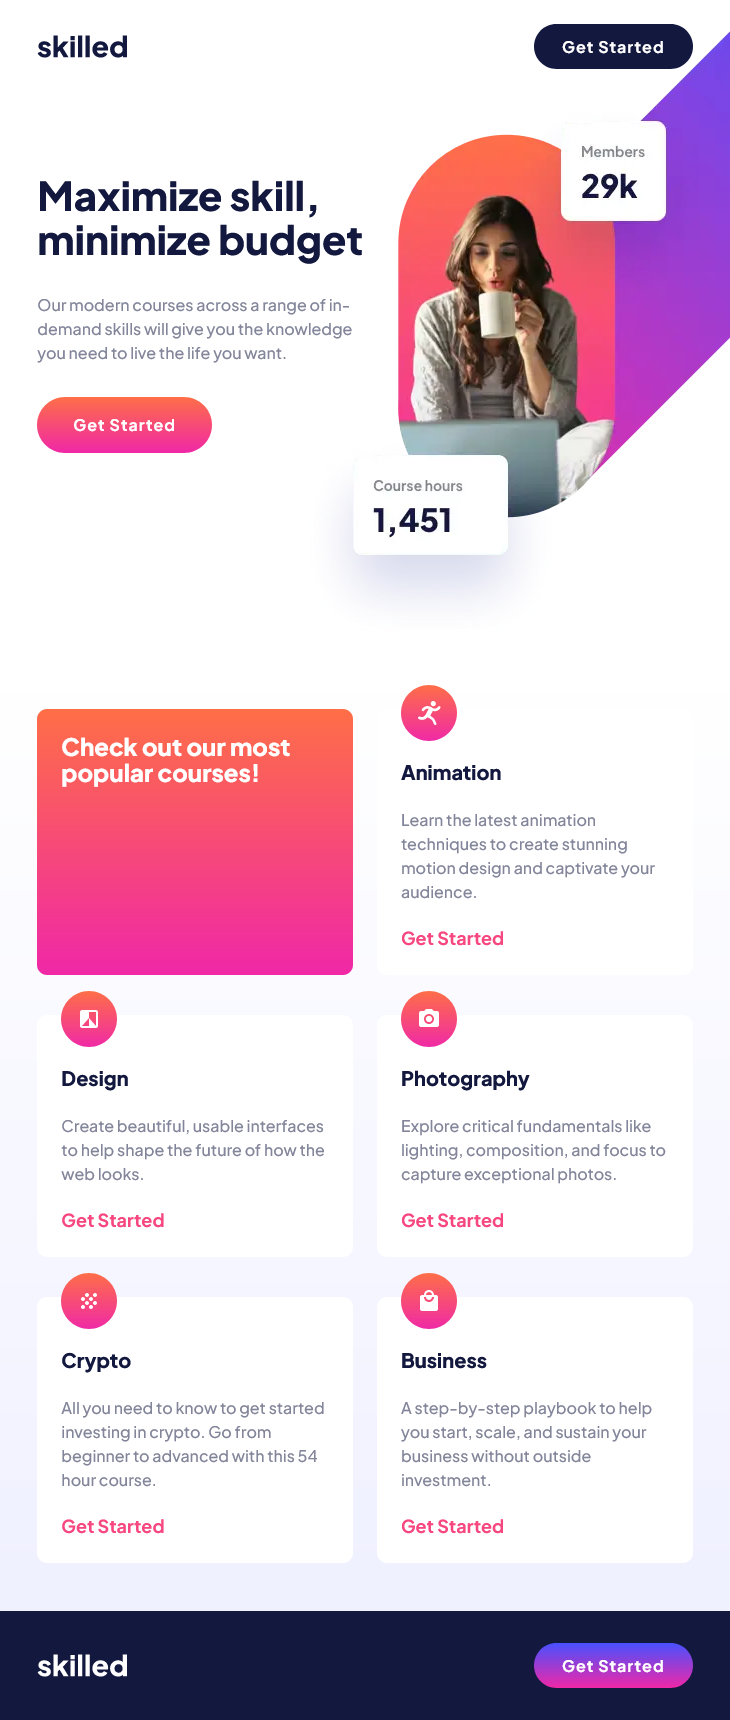 skilled
Get Started
Maximize skill,
minimize budget
Our modern courses across a range of in-
demand skills will give you the knowledge
you need to live the life you want.
Get Started
Members
29k
Course hours
1,451
Check out our most
popular courses!
Animation
Learn the latest animation
techniques to create stunning
motion design and captivate your
audience.
Get Started
Design
Create beautiful, usable interfaces
to help shape the future of how the
web looks.
Get Started
Photography
Explore critical fundamentals like
lighting, composition, and focus to
capture exceptional photos.
Get Started
Crypto
All you need to know to get started
investing in crypto. Go from
beginner to advanced with this 54
hour course.
Get Started
Business
A step-by-step playbook to help
you start, scale, and sustain your
business without outside
investment.
Get Started
skilled
Get Started